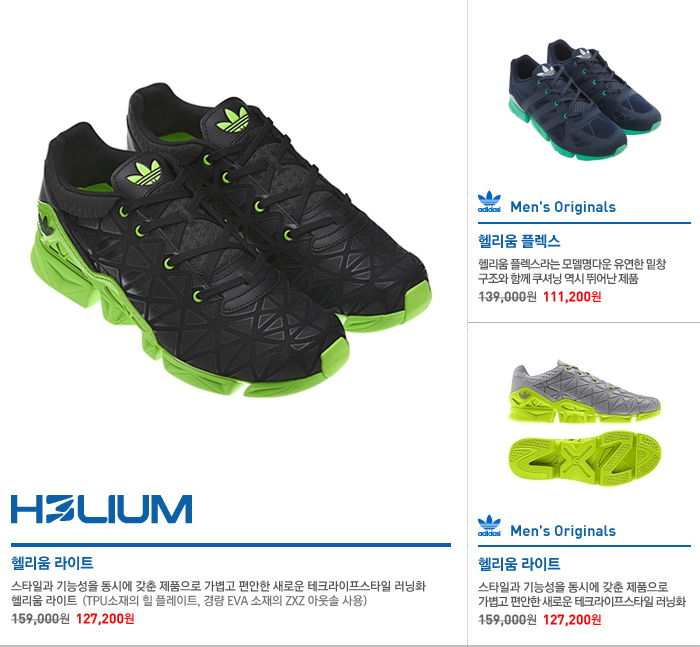 HELIUM
헬리움 라이트
스타일과 기능성을 동시에 갖춘 제품으로 가볍고 편안한 새로운 테크라이프스타일 러닝화
헬리움 라이트 (TPU소재의 힐 플레이트, 경량 EVA 소재의 ZXZ 아웃솔 사용)
159,000원 127,200원
adidas Men's Originals
헬리움 플렉스
헬리움 플렉스라는 모델명다운 유연한 밑창
구조와 함께 쿠셔닝 역시 뛰어난 제품
139,000원 111,200원
adidas Men's Originals
헬리움 라이트
스타일과 기능성을 동시에 갖춘 제품으로
가볍고 편안한 새로운 테크라이프스타일 러닝화
159,000원 127,200원